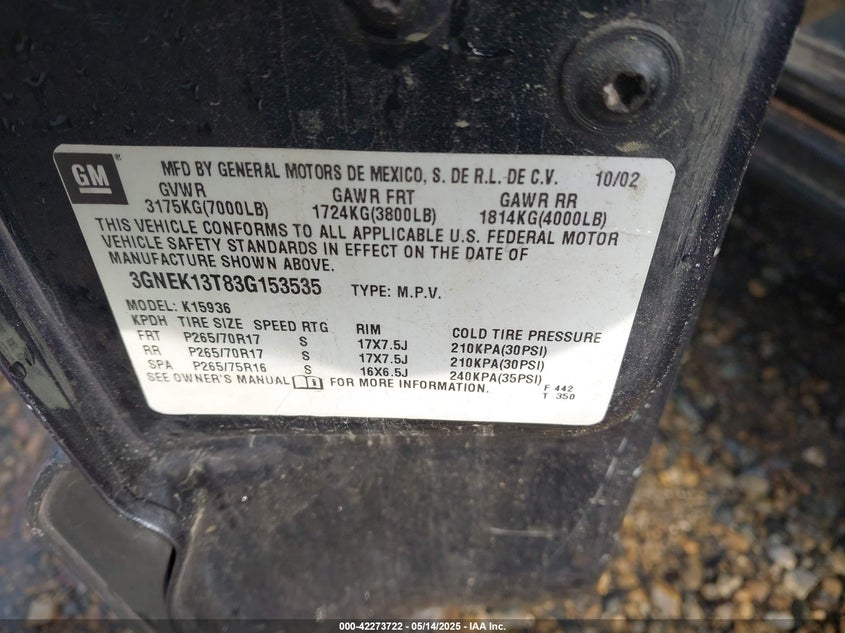 GM ® MFD BY GENERAL MOTORS DE MEXICO, S. DE R.L. DE C.V. 10/02
GVWR GAWR FRT GAWR RR
3175KG(7000LB) 1724KG(3800LB) 1814KG(4000LB)
THIS VEHICLE CONFORMS TO ALL APPLICABLE U.S. FEDERAL MOTOR
VEHICLE SAFETY STANDARDS IN EFFECT ON THE DATE OF
MANUFACTURE SHOWN ABOVE.
3GNEK13T83G153535 TYPE: M.P.V.
MODEL: K15936
KPDH TIRE SIZE SPEED RTG RIM COLD TIRE PRESSURE
FRT P265/70R17 S 17X7.5J 210KPA(30PSI)
RR P265/70R17 S 17X7.5J 210KPA(30PSI)
SPA P265/75R16 S 16X6.5J 240KPA(35PSI)
SEE OWNER'S MANUAL FOR MORE INFORMATION.
F 442
T 350
000-42273722 - 05/14/2025 - IAA Inc.